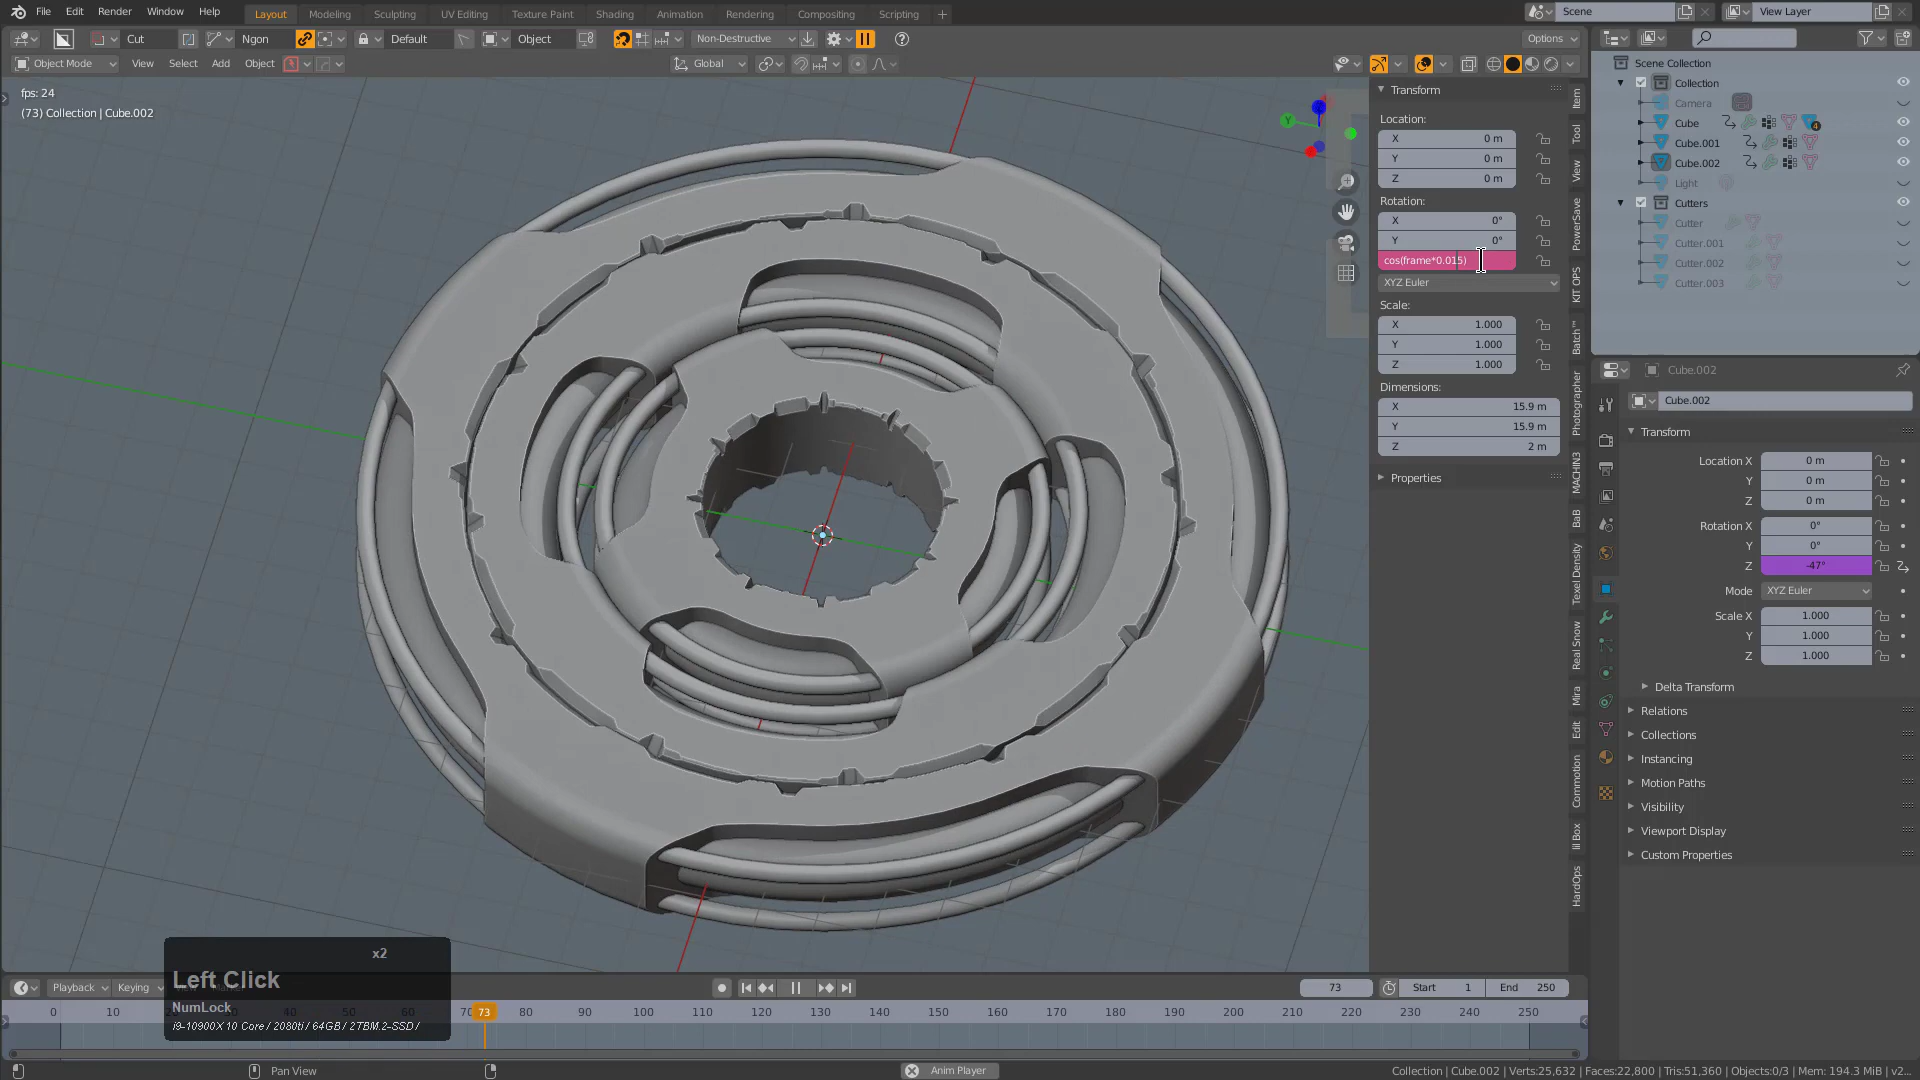 File Edit Render Window Help Layout Modeling Sculpting UV Editing Texture Paint Shading Animation Rendering Compositing Scripting Scene View Layer
Cut Ngon Default Object Non-Destructive Options
Object Mode View Select Add Object Global
fps: 24
(73) Collection | Cube.002
Transform
Location:
X 0 m
Y 0 m
Z 0 m
Rotation:
X 0°
Y 0°
cos(frame*0.015)
XYZ Euler
Scale:
X 1.000
Y 1.000
Z 1.000
Dimensions:
X 15.9 m
Y 15.9 m
Z 2 m
Properties
Item
Tool
View
PowerSave
KIT OPS
Batch™
Photographer
MACHIN3
BaB
Texel Density
Real Snow
Mira
Edit
Commotion
lil Box
HardOps
Scene Collection
Collection
Camera
Cube 4
Cube.001
Cube.002
Light
Cutters
Cutter
Cutter.001
Cutter.002
Cutter.003
Cube.002
Cube.002
Transform
Location X 0 m
Y 0 m
Z 0 m
Rotation X 0°
Y 0°
Z -47°
Mode XYZ Euler
Scale X 1.000
Y 1.000
Z 1.000
Delta Transform
Relations
Collections
Instancing
Motion Paths
Visibility
Viewport Display
Custom Properties
Y
x2
Left Click
NumLock
i9-10900X 10 Core / 2080ti / 64GB / 2TBM.2-SSD /
Playback Keying 73 Start 1 End 250
0 70 73 80 90 100 110 120 130 140 150 160 170 180 190 200 210 220 230 240 250
Pan View Anim Player Collection | Cube.002 | Verts:25,632 | Faces:22,800 | Tris:51,360 | Objects:0/3 | Mem: 194.3 MiB | v2...